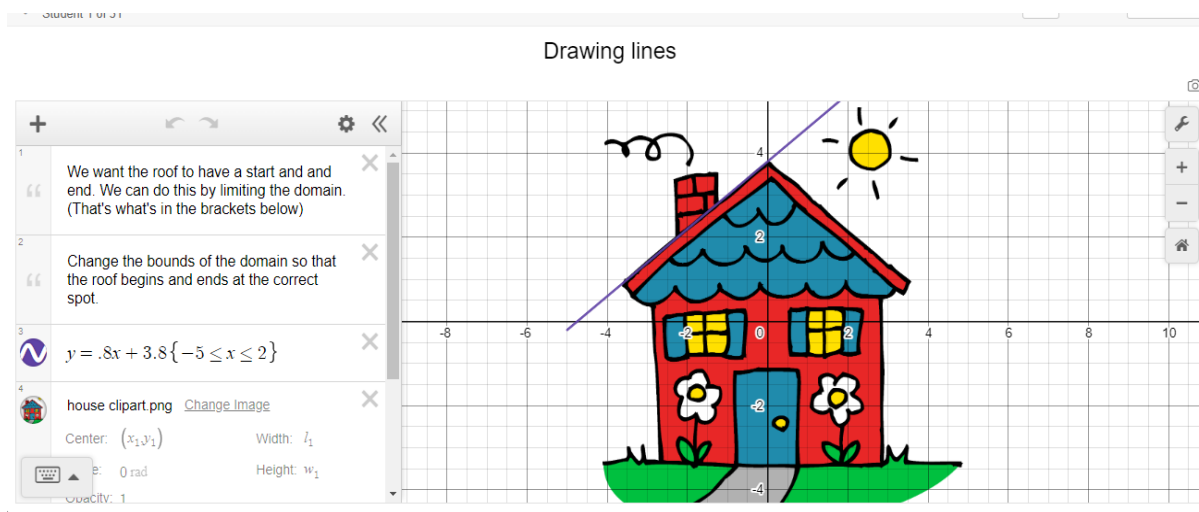 Drawing lines
1
We want the roof to have a start and and
end. We can do this by limiting the domain.
(That's what's in the brackets below)
2
Change the bounds of the domain so that
the roof begins and ends at the correct
spot.
3
y = .8x + 3.8{−5 ≤ x ≤ 2}
4
house clipart.png Change Image
Center: (x₁,y₁) Width: l₁
0 rad Height: w₁
Opacity: 1
4
2
-8 -6 -4 -2 0 2 4 6 8 10
-2
-4